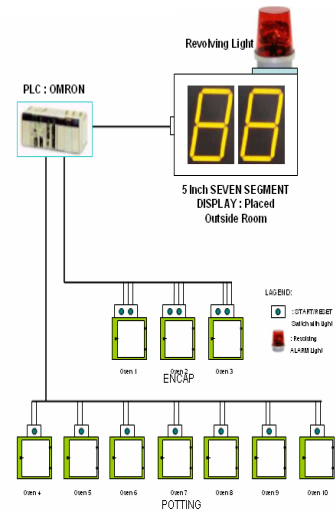 Revolving Light
PLC : OMRON
88
5 Inch SEVEN SEGMENT
DISPLAY : Placed
Outside Room
LAGEND:
: START/RESET
Switch with Light
: Revolving
ALARM Light
Oven 1 Oven 2 Oven 3
ENCAP
Oven 4 Oven 5 Oven 6 Oven 7 Oven 8 Oven 9 Oven 10
POTTING